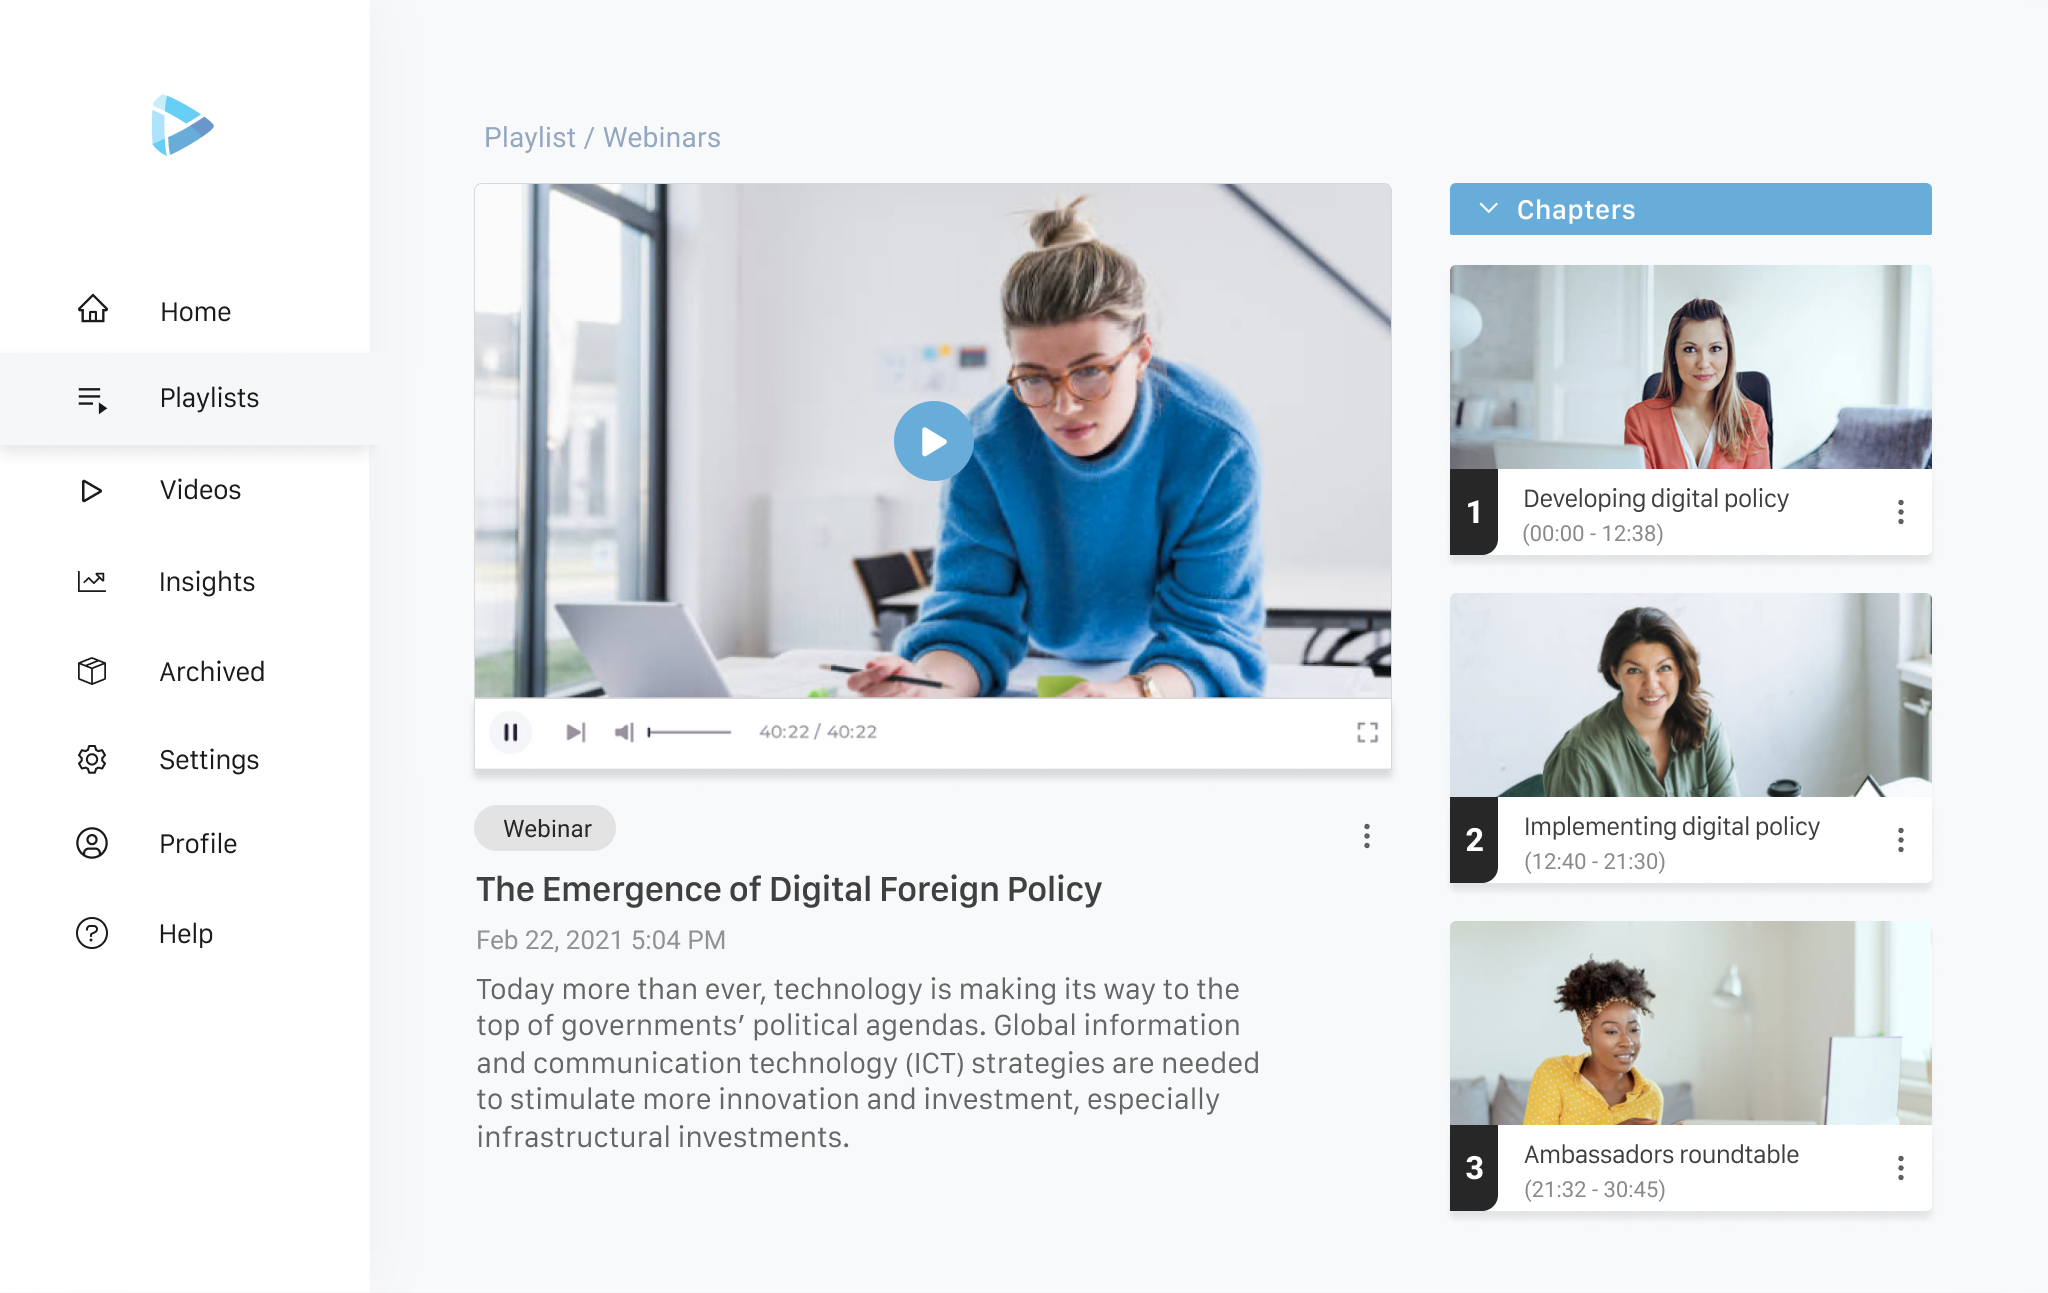 Home
Playlists
Videos
Insights
Archived
Settings
Profile
Help
Playlist / Webinars
40:22 / 40:22
Webinar
The Emergence of Digital Foreign Policy
Feb 22, 2021 5:04 PM
Today more than ever, technology is making its way to the
top of governments’ political agendas. Global information
and communication technology (ICT) strategies are needed
to stimulate more innovation and investment, especially
infrastructural investments.
Chapters
1
Developing digital policy
(00:00 - 12:38)
2
Implementing digital policy
(12:40 - 21:30)
3
Ambassadors roundtable
(21:32 - 30:45)